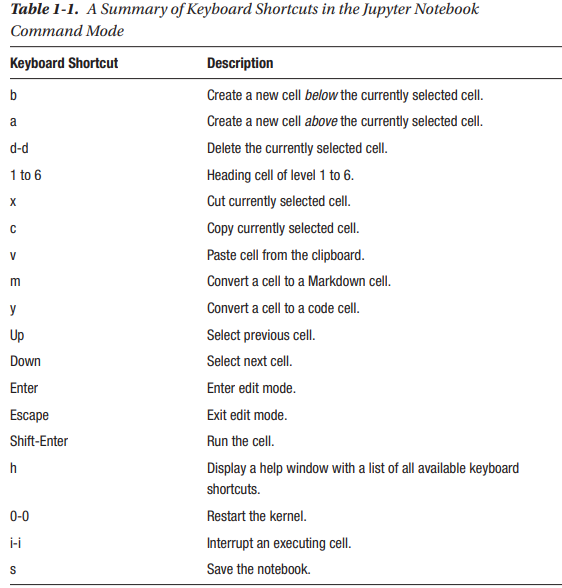 Table 1-1. A Summary of Keyboard Shortcuts in the Jupyter Notebook
Command Mode
Keyboard Shortcut Description
b Create a new cell below the currently selected cell.
a Create a new cell above the currently selected cell.
d-d Delete the currently selected cell.
1 to 6 Heading cell of level 1 to 6.
x Cut currently selected cell.
c Copy currently selected cell.
v Paste cell from the clipboard.
m Convert a cell to a Markdown cell.
y Convert a cell to a code cell.
Up Select previous cell.
Down Select next cell.
Enter Enter edit mode.
Escape Exit edit mode.
Shift-Enter Run the cell.
h Display a help window with a list of all available keyboard
shortcuts.
0-0 Restart the kernel.
i-i Interrupt an executing cell.
s Save the notebook.